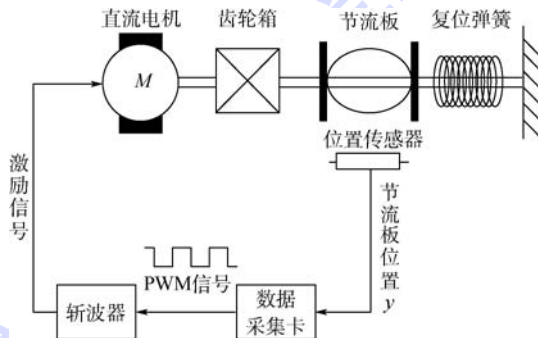 直流电机
齿轮箱
节流板
复位弹簧
M
位置传感器
激励信号
节流板位置y
PWM信号
斩波器
数据
采集卡